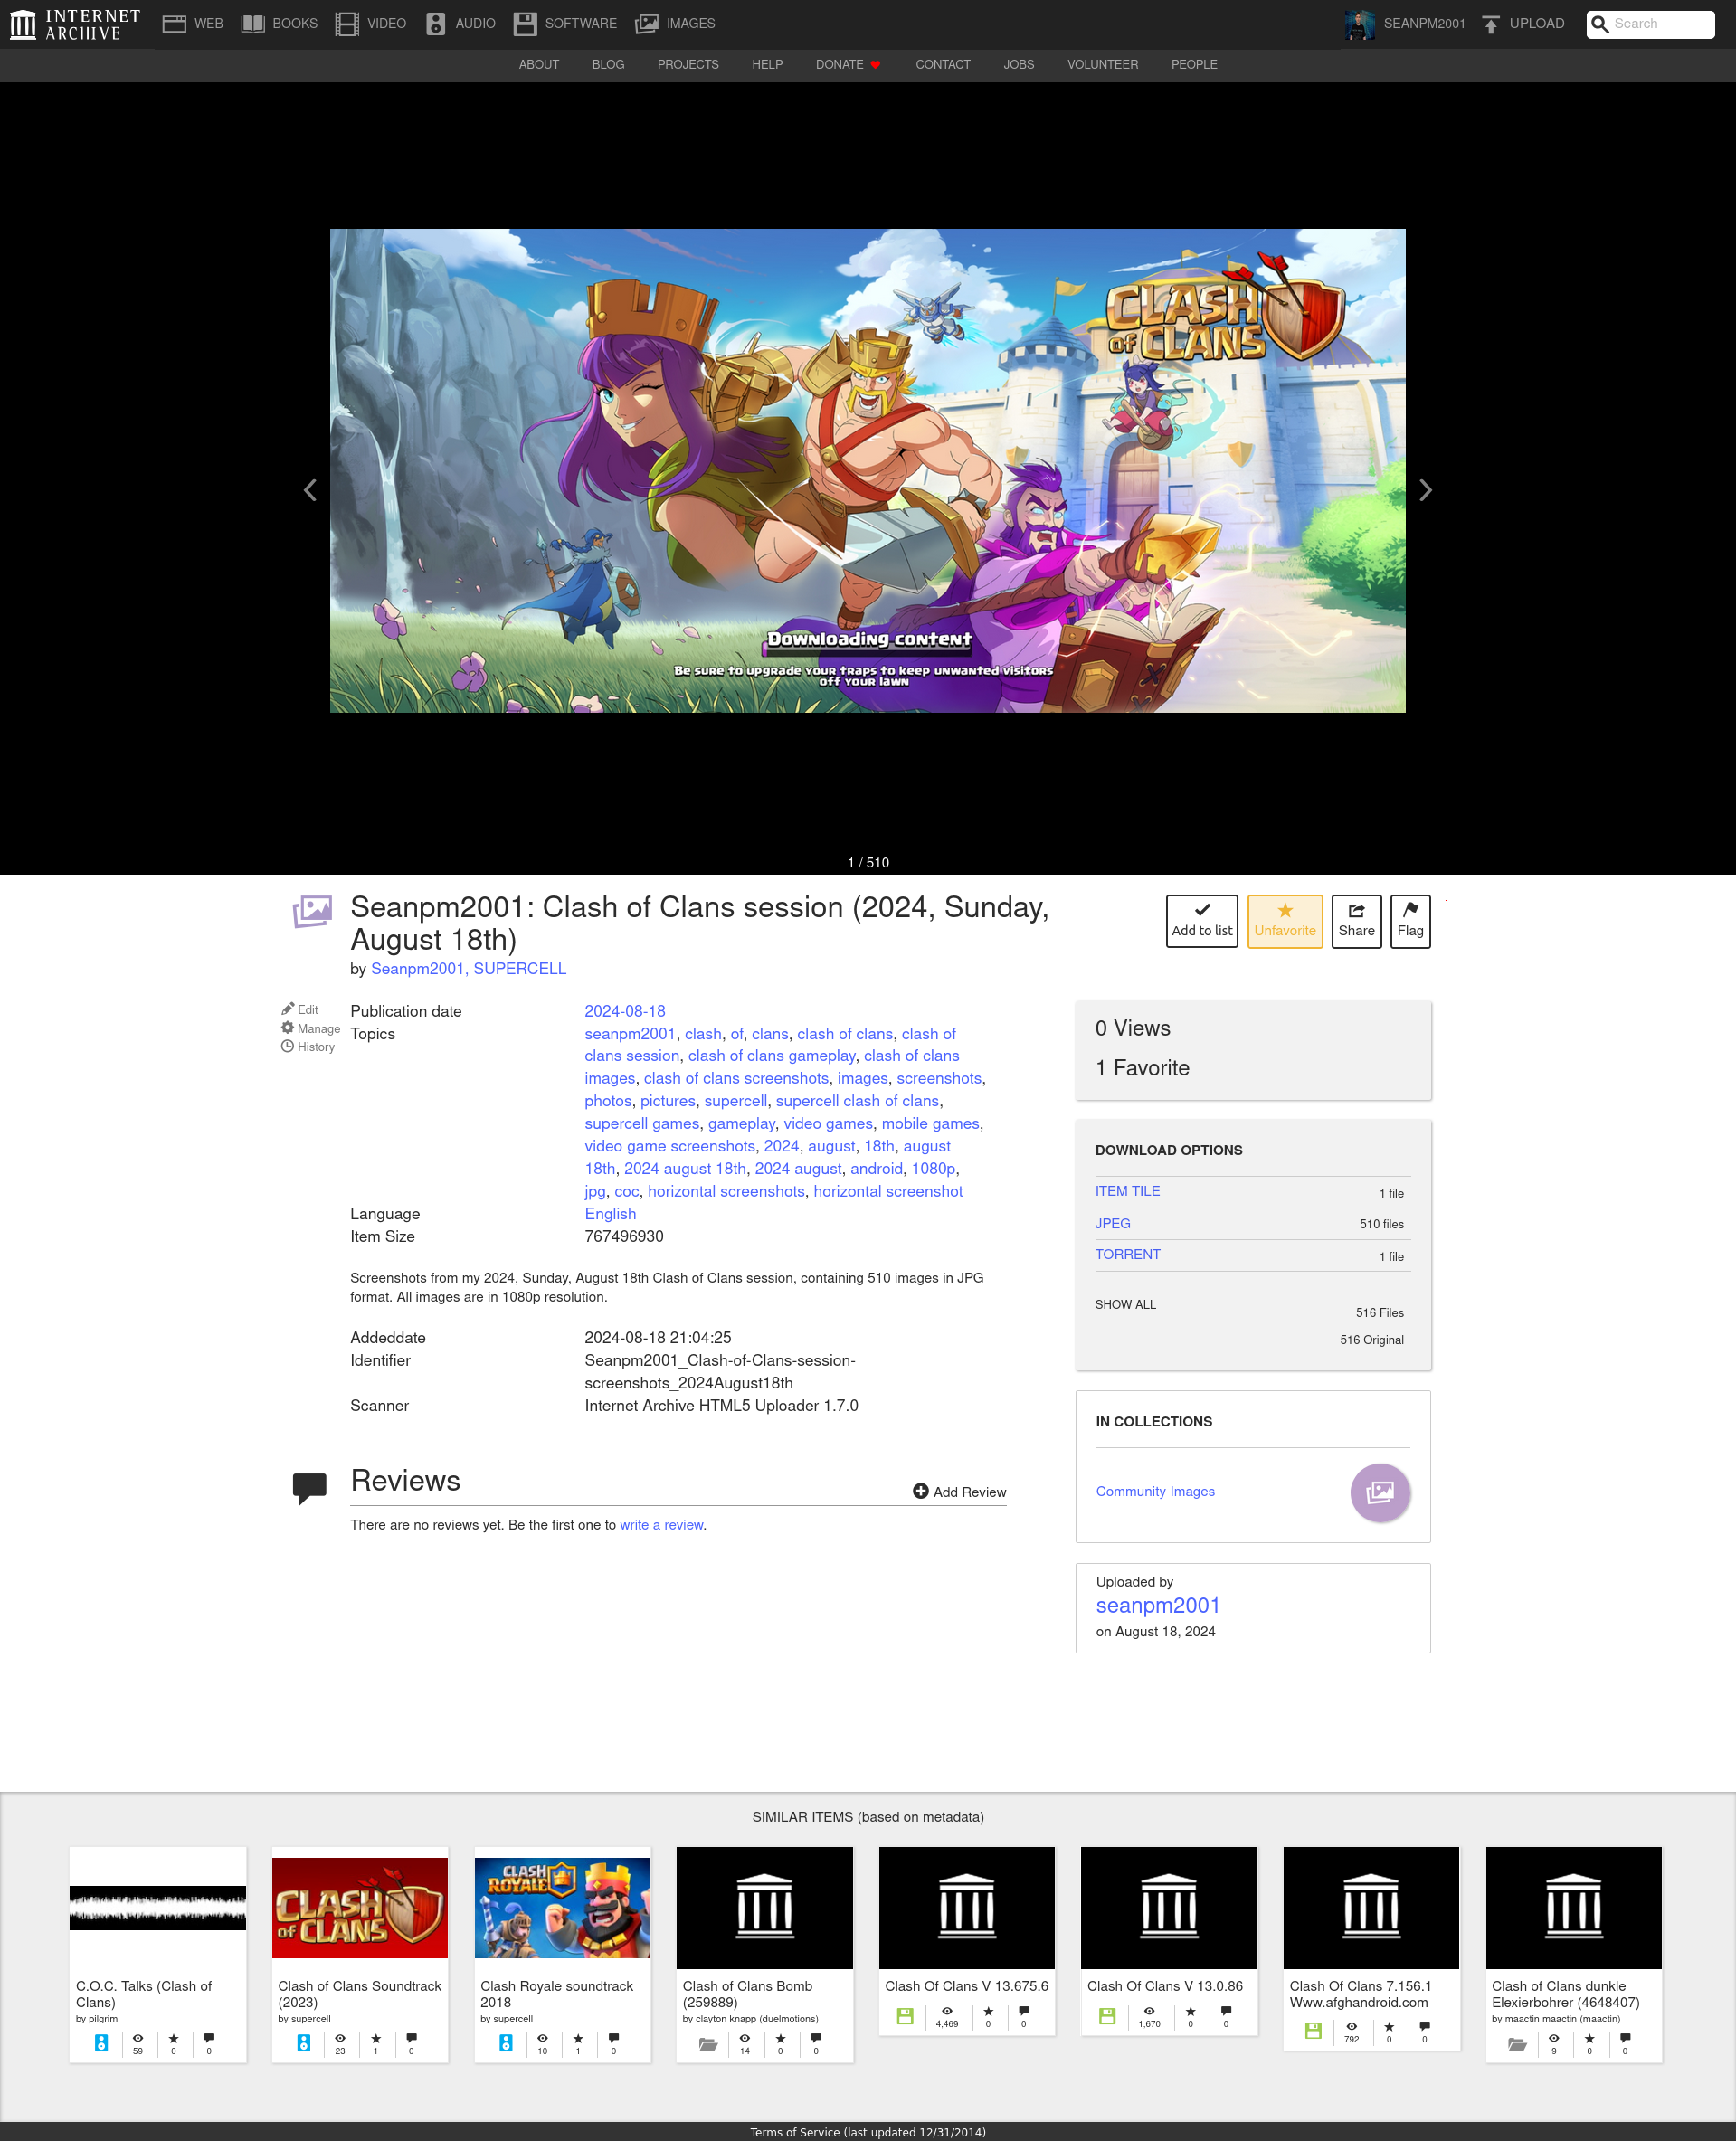 INTERNET
ARCHIVE
WEB
BOOKS
VIDEO
AUDIO
SOFTWARE
IMAGES
SEANPM2001
UPLOAD
Search
ABOUT
BLOG
PROJECTS
HELP
DONATE
CONTACT
JOBS
VOLUNTEER
PEOPLE
CLASH
OF CLANS
Downloading content
Be sure to upgrade your traps to keep unwanted visitors
off your lawn
1 / 510
Seanpm2001: Clash of Clans session (2024, Sunday,
August 18th)
by Seanpm2001, SUPERCELL
Add to list
Unfavorite
Share
Flag
Edit
Manage
History
Publication date 2024-08-18
Topics seanpm2001, clash, of, clans, clash of clans, clash of
clans session, clash of clans gameplay, clash of clans
images, clash of clans screenshots, images, screenshots,
photos, pictures, supercell, supercell clash of clans,
supercell games, gameplay, video games, mobile games,
video game screenshots, 2024, august, 18th, august
18th, 2024 august 18th, 2024 august, android, 1080p,
jpg, coc, horizontal screenshots, horizontal screenshot
Language English
Item Size 767496930
Screenshots from my 2024, Sunday, August 18th Clash of Clans session, containing 510 images in JPG
format. All images are in 1080p resolution.
Addeddate 2024-08-18 21:04:25
Identifier Seanpm2001_Clash-of-Clans-session-
screenshots_2024August18th
Scanner Internet Archive HTML5 Uploader 1.7.0
Reviews
Add Review
There are no reviews yet. Be the first one to write a review.
0 Views
1 Favorite
DOWNLOAD OPTIONS
ITEM TILE 1 file
JPEG 510 files
TORRENT 1 file
SHOW ALL 516 Files
516 Original
IN COLLECTIONS
Community Images
Uploaded by
seanpm2001
on August 18, 2024
SIMILAR ITEMS (based on metadata)
C.O.C. Talks (Clash of
Clans)
by pilgrim
59 0 0
CLASH
OF CLANS
Clash of Clans Soundtrack
(2023)
by supercell
23 1 0
CLASH
ROYALE
Clash Royale soundtrack
2018
by supercell
10 1 0
Clash of Clans Bomb
(259889)
by clayton knapp (duelmotions)
14 0 0
Clash Of Clans V 13.675.6
4,469 0 0
Clash Of Clans V 13.0.86
1,670 0 0
Clash Of Clans 7.156.1
Www.afghandroid.com
792 0 0
Clash of Clans dunkle
Elexierbohrer (4648407)
by maactin maactin (maactin)
9 0 0
Terms of Service (last updated 12/31/2014)